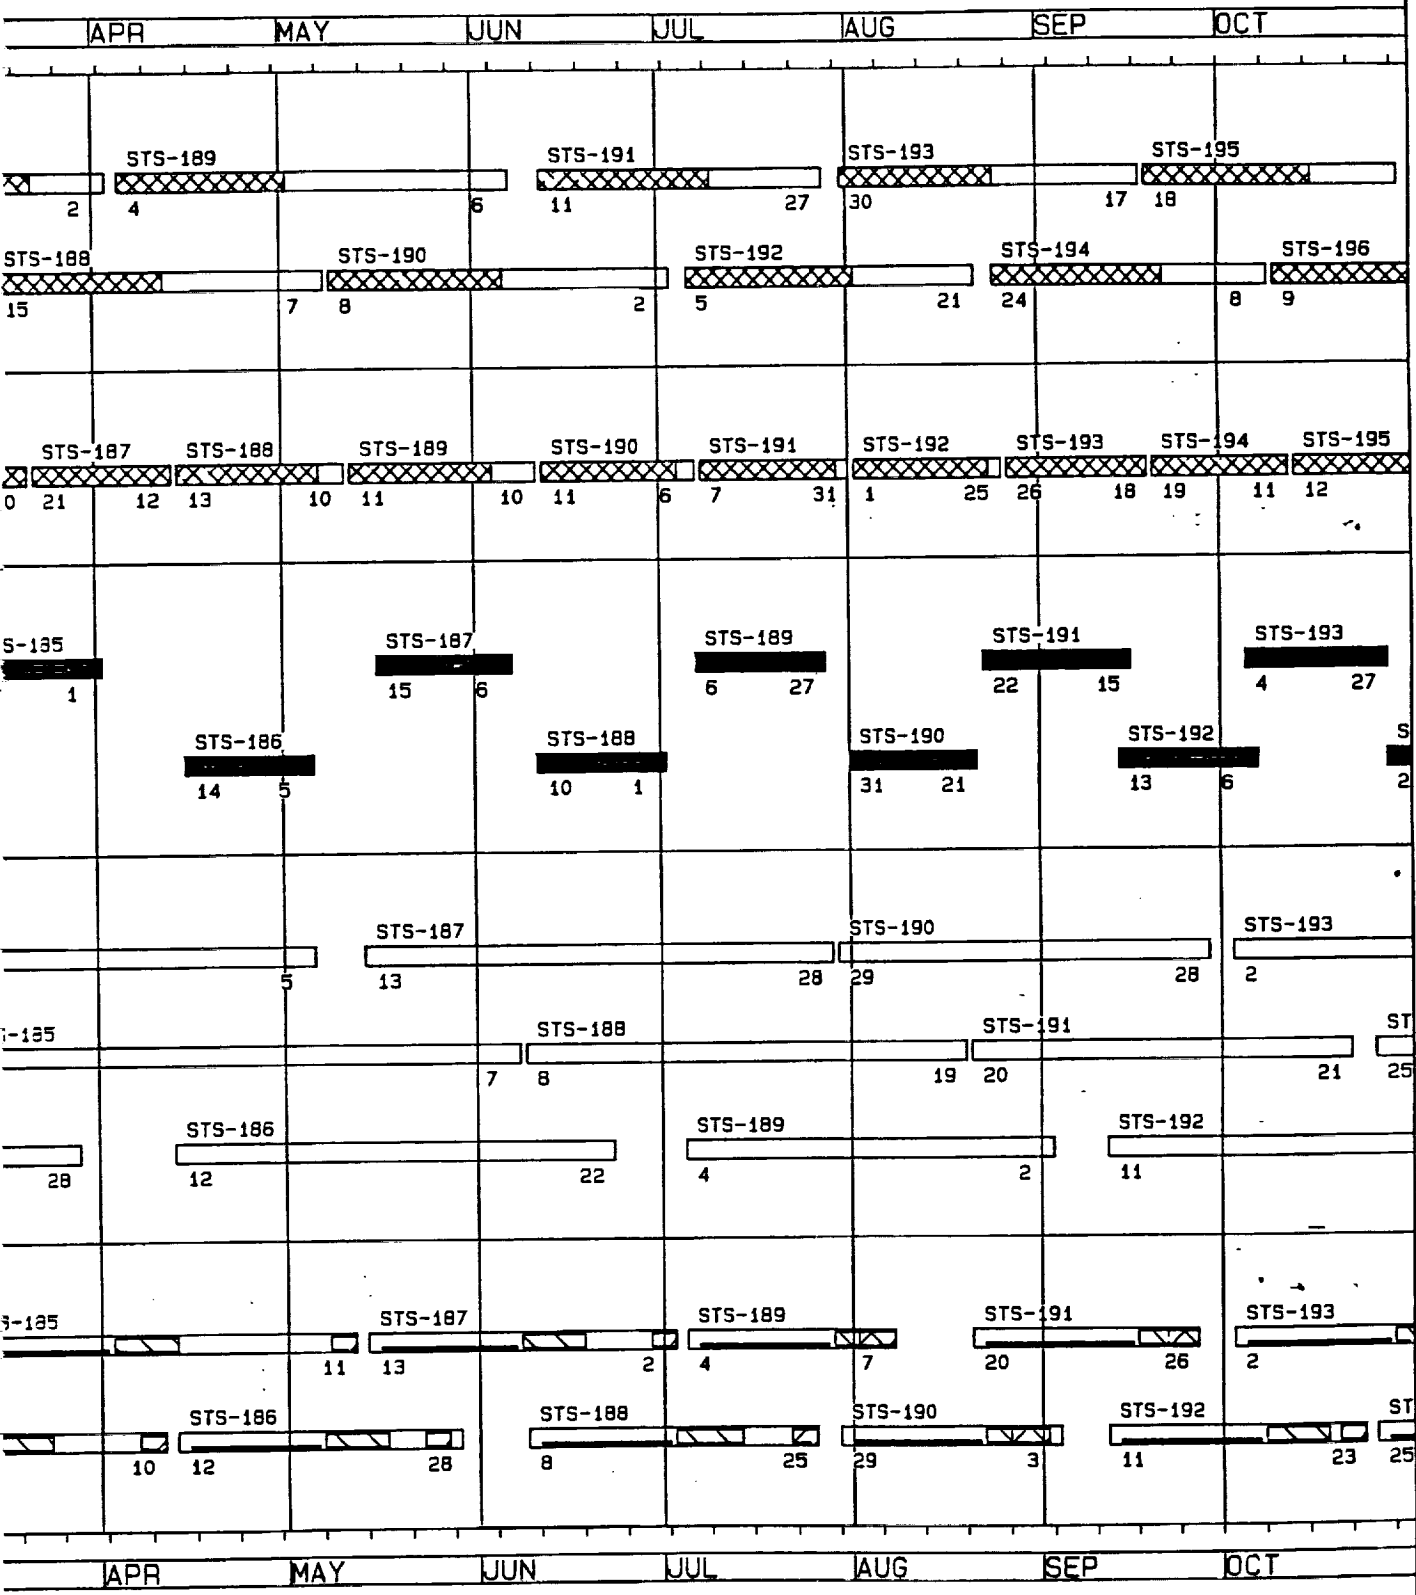 APR MAY JUN JUL AUG SEP OCT
STS-189 STS-191 STS-193 STS-195
2 4 6 11 27 30 17 18
STS-188 STS-190 STS-192 STS-194 STS-196
15 7 8 2 5 21 24 8 9
STS-187 STS-188 STS-189 STS-190 STS-191 STS-192 STS-193 STS-194 STS-195
0 21 12 13 10 11 10 11 6 7 31 1 25 26 18 19 11 12
S-185 STS-187 STS-189 STS-191 STS-193
1 15 6 6 27 22 15 4 27
STS-186 STS-188 STS-190 STS-192 S
14 5 10 1 31 21 13 6 2
STS-187 STS-190 STS-193
5 13 28 29 28 2
-185 STS-188 STS-191 ST
7 8 19 20 21 25
STS-186 STS-189 STS-192
28 12 22 4 2 11
-185 STS-187 STS-189 STS-191 STS-193
11 13 2 4 7 20 26 2
STS-186 STS-188 STS-190 STS-192 ST
10 12 28 8 25 29 3 11 23 25
APR MAY JUN JUL AUG SEP OCT